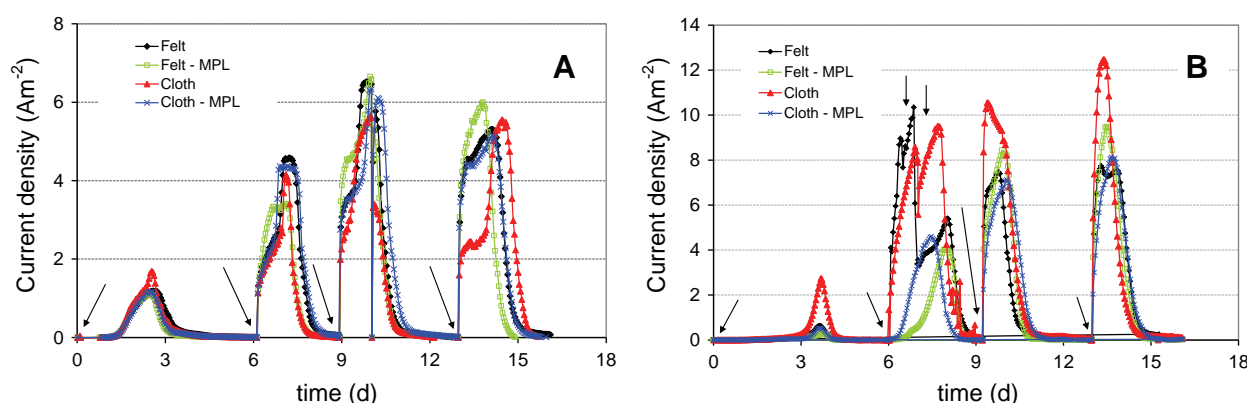 A
Current density (Am⁻²)
8
6
4
2
0
Felt
Felt - MPL
Cloth
Cloth - MPL
0 3 6 9 12 15 18
time (d)
B
Current density (Am⁻²)
14
12
10
8
6
4
2
0
Felt
Felt - MPL
Cloth
Cloth - MPL
0 3 6 9 12 15 18
time (d)